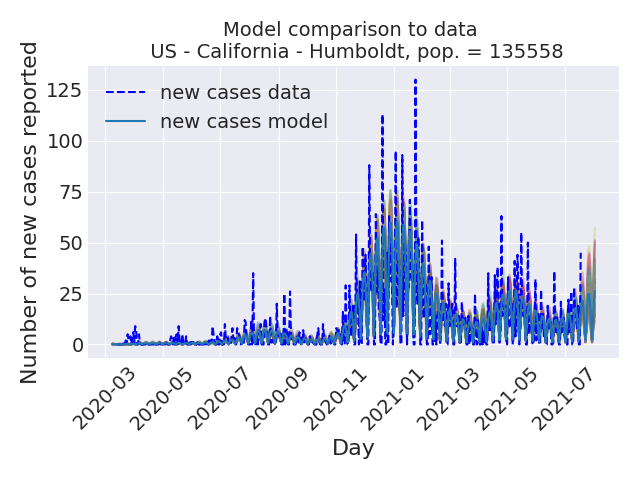 Model comparison to data
US - California - Humboldt, pop. = 135558
Number of new cases reported
125
100
75
50
25
0
new cases data
new cases model
2020-03
2020-05
2020-07
2020-09
2020-11
2021-01
2021-03
2021-05
2021-07
Day